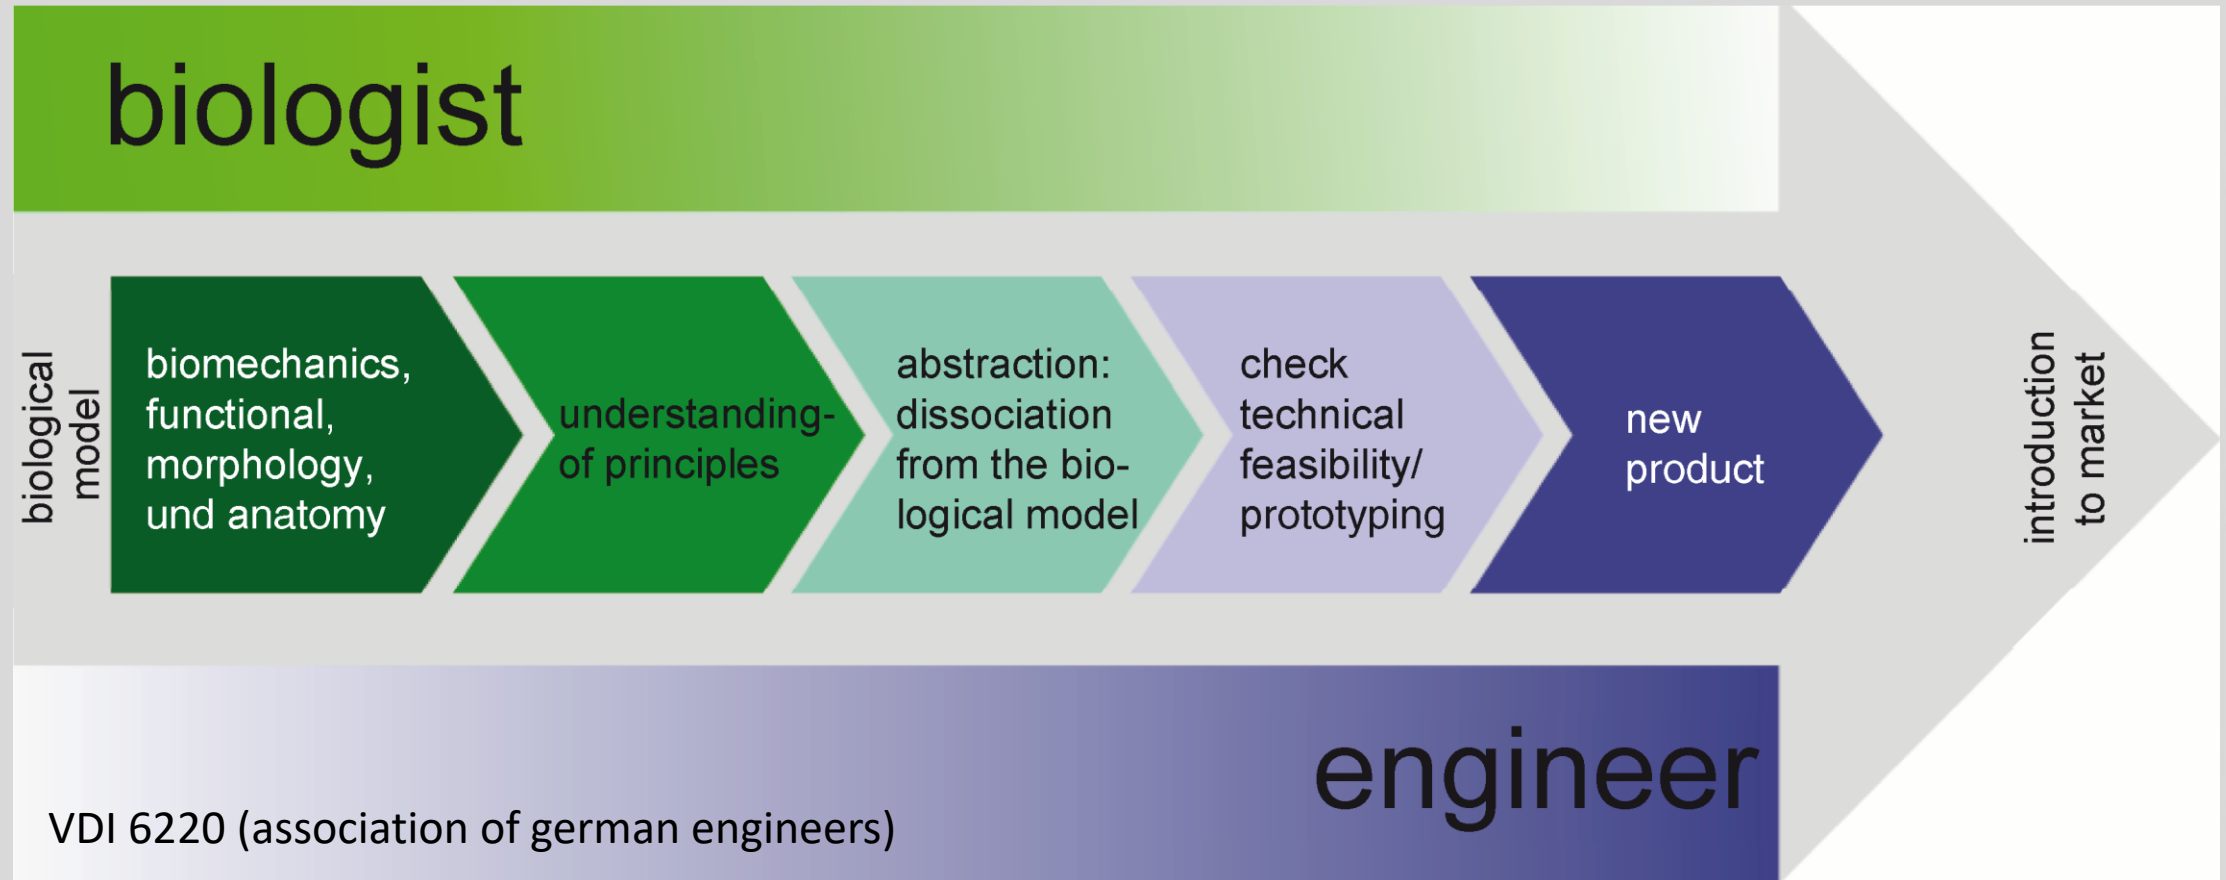 biologist
biological
model
biomechanics,
functional,
morphology,
und anatomy
understanding-
of principles
abstraction:
dissociation
from the bio-
logical model
check
technical
feasibility/
prototyping
new
product
introduction
to market
engineer
VDI 6220 (association of german engineers)